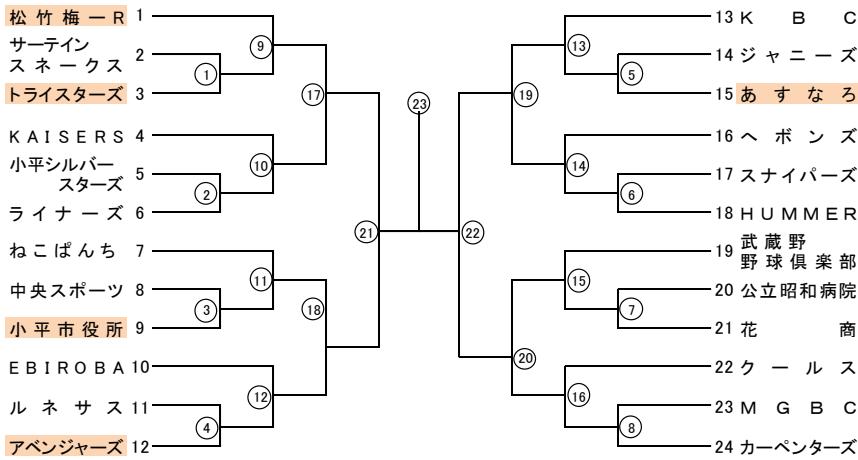 松竹梅一R 1
サーテイン
スネークス 2
トライスターズ 3
KAISERS 4
小平シルバー
スターズ 5
ライナーズ 6
ねこぱんち 7
中央スポーツ 8
小平市役所 9
EBIROBA 10
ルネサス 11
アベンジャーズ 12
① ② ③ ④
⑨ ⑩ ⑪ ⑫
⑰ ⑱
㉑ ㉓ ㉒
⑲ ⑳
⑬ ⑭ ⑮ ⑯
⑤ ⑥ ⑦ ⑧
13 KBC
14 ジャニーズ
15 あすなろ
16 ヘボンズ
17 スナイパーズ
18 HUMMER
19 武蔵野
野球倶楽部
20 公立昭和病院
21 花商
22 クールス
23 MGBC
24 カーペンターズ